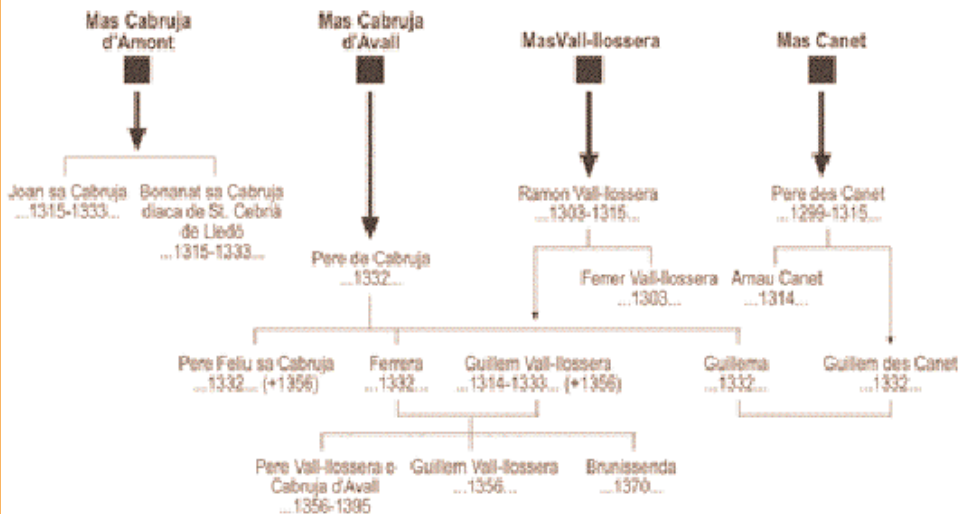 Mas Cabruja
d'Amont
Mas Cabruja
d'Avall
MasVall-llossera
Mas Canet
Joan sa Cabruja
...1315-1333...
Bonanat sa Cabruja
diaca de St. Cebrià
de Lledó
...1315-1333...
Ramon Vall-llossera
...1303-1315...
Pere des Canet
...1299-1315...
Pere de Cabruja
...1332...
Ferrer Vall-llossera
...1303...
Arnau Canet
...1314...
Pere Feliu sa Cabruja
...1332... (+1356)
Ferrera
...1332...
Guillem Vall-llossera
...1314-1333... (+1356)
Guillema
...1332...
Guillem des Canet
...1332...
Pere Vall-llossera o
Cabruja d'Avall
...1356-1395
Guillem Vall-llossera
...1356...
Brunissenda
...1370...